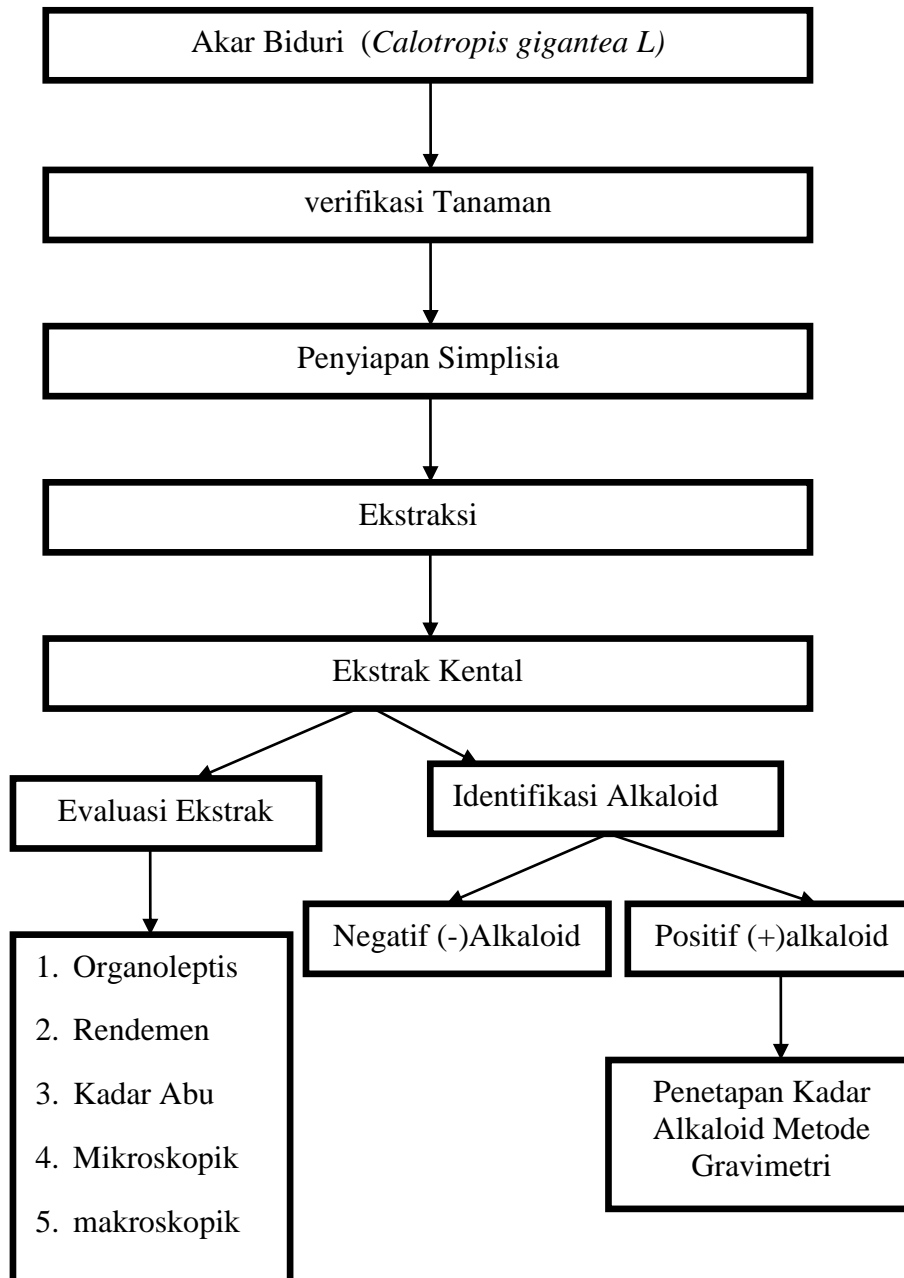 Akar Biduri (Calotropis gigantea L)
verifikasi Tanaman
Penyiapan Simplisia
Ekstraksi
Ekstrak Kental
Evaluasi Ekstrak
Identifikasi Alkaloid
Negatif (-)Alkaloid
Positif (+)alkaloid
1. Organoleptis
2. Rendemen
3. Kadar Abu
4. Mikroskopik
5. makroskopik
Penetapan Kadar
Alkaloid Metode
Gravimetri